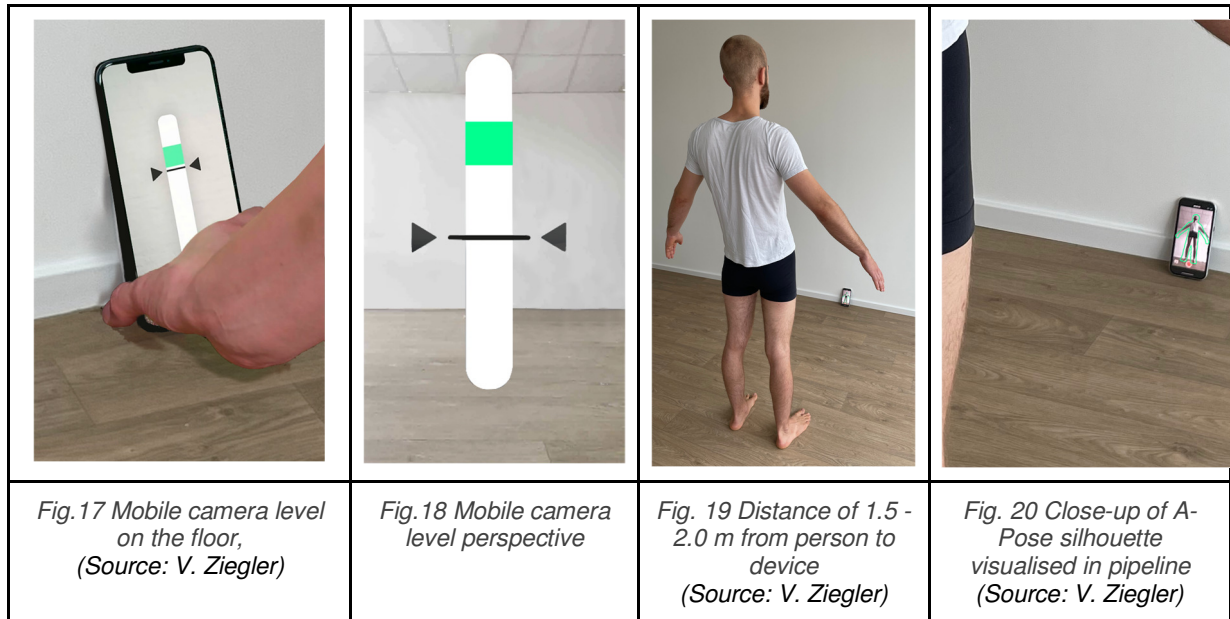 Fig.17 Mobile camera level
on the floor,
(Source: V. Ziegler)
Fig.18 Mobile camera
level perspective
Fig. 19 Distance of 1.5 -
2.0 m from person to
device
(Source: V. Ziegler)
Fig. 20 Close-up of A-
Pose silhouette
visualised in pipeline
(Source: V. Ziegler)